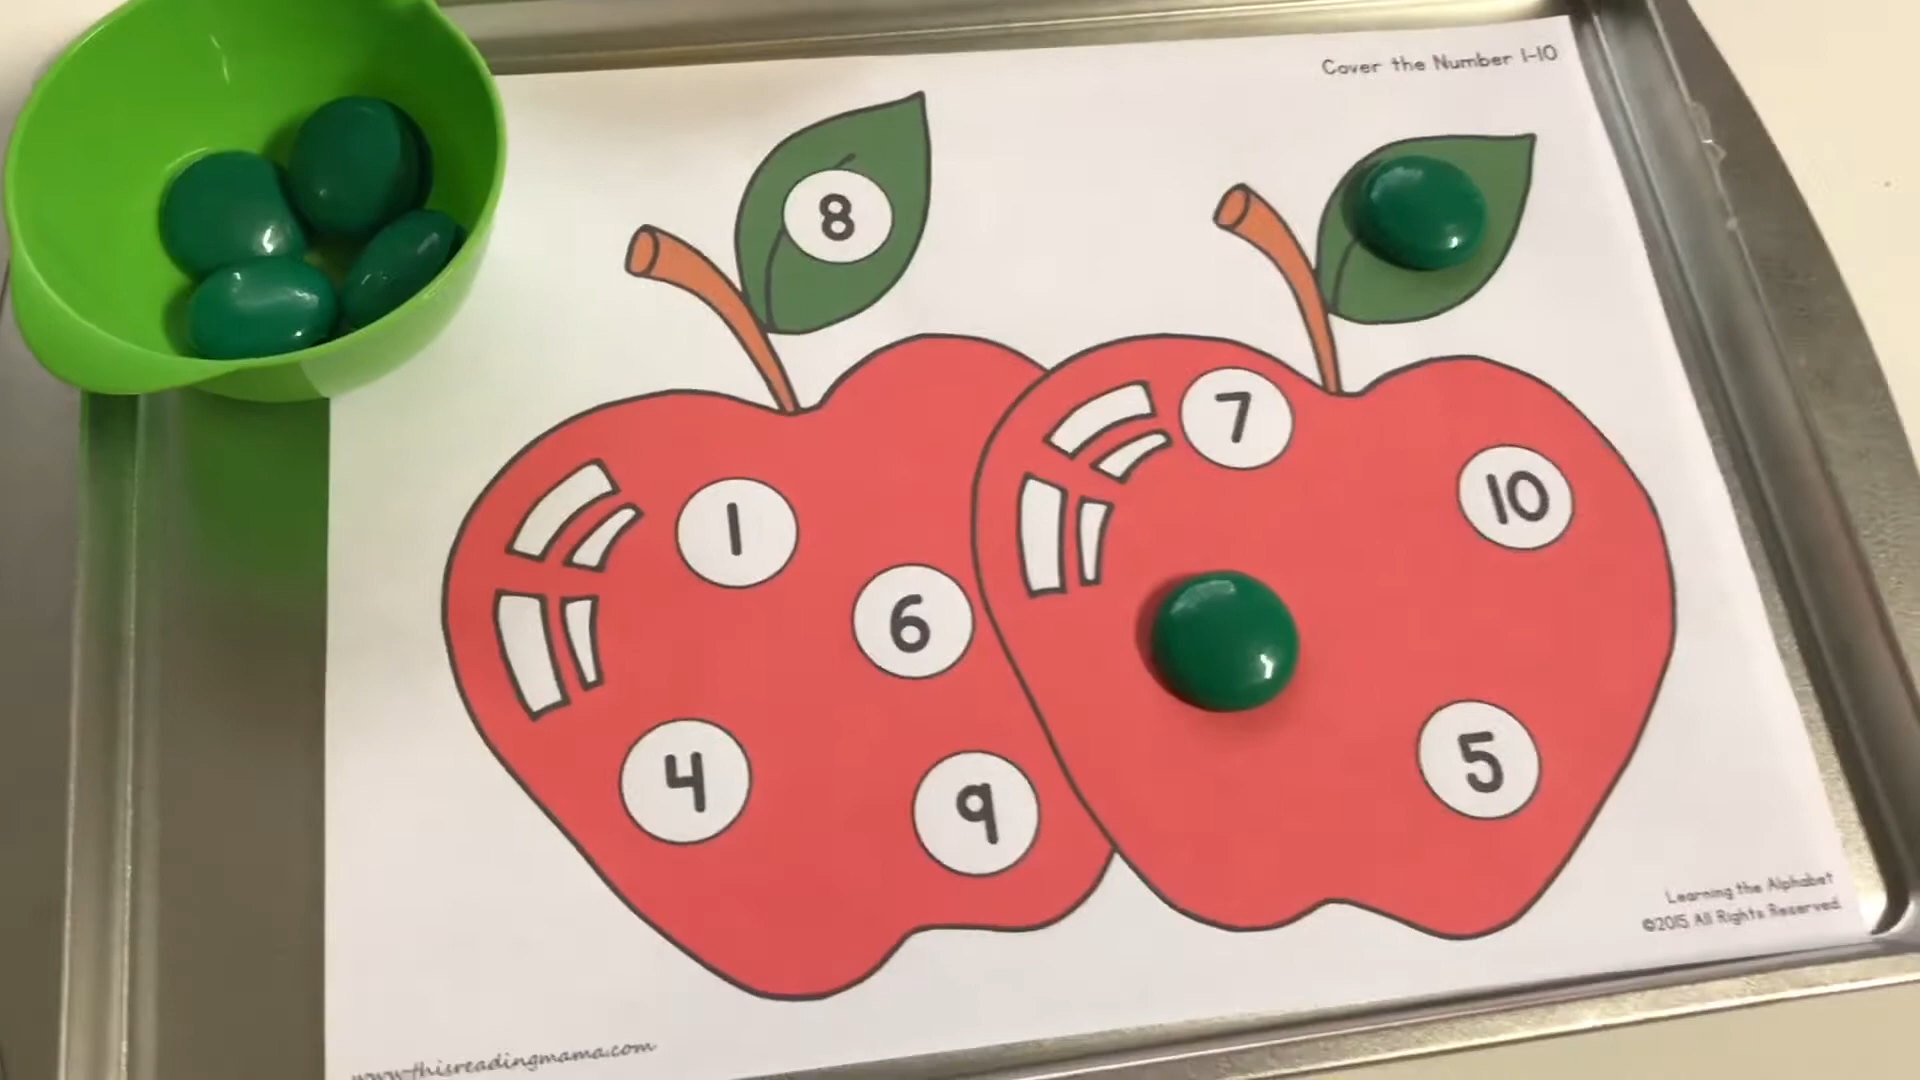 Cover the Number 1-10
8
7
10
1
6
5
4
9
Learning the Alphabet
©2015 All Rights Reserved
www.thisreadingmama.com